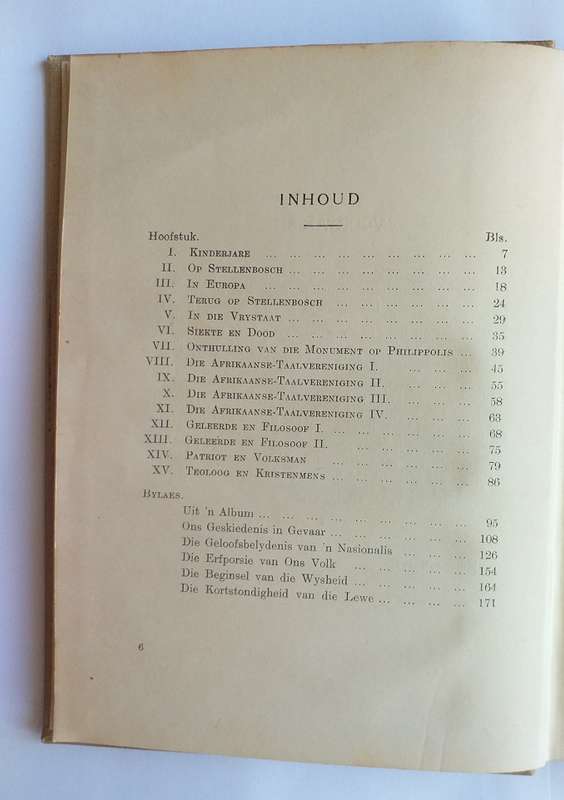 INHOUD
Hoofstuk. Bls.
I. Kinderjare ... ... ... ... ... ... ... ... ... 7
II. Op Stellenbosch ... ... ... ... ... ... ... ... 13
III. In Europa ... ... ... ... ... ... ... ... ... 18
IV. Terug op Stellenbosch ... ... ... ... ... ... 24
V. In die Vrystaat ... ... ... ... ... ... ... ... 29
VI. Siekte en Dood ... ... ... ... ... ... ... ... 35
VII. Onthulling van die Monument op Philippolis ... 39
VIII. Die Afrikaanse-Taalvereniging I. ... ... ... 45
IX. Die Afrikaanse-Taalvereniging II. ... ... ... 55
X. Die Afrikaanse-Taalvereniging III. ... ... ... 58
XI. Die Afrikaanse-Taalvereniging IV. ... ... ... 63
XII. Geleerde en Filosoof I. ... ... ... ... ... ... 68
XIII. Geleerde en Filosoof II. ... ... ... ... ... 75
XIV. Patriot en Volksman ... ... ... ... ... ... 79
XV. Teoloog en Kristenmens ... ... ... ... ... ... 86
Bylaes.
Uit 'n Album ... ... ... ... ... ... ... ... ... 95
Ons Geskiedenis in Gevaar ... ... ... ... ... ... 108
Die Geloofsbelydenis van 'n Nasionalis ... ... ... 126
Die Erfporsie van Ons Volk ... ... ... ... ... 154
Die Beginsel van die Wysheid ... ... ... ... ... 164
Die Kortstondigheid van die Lewe ... ... ... ... 171
6